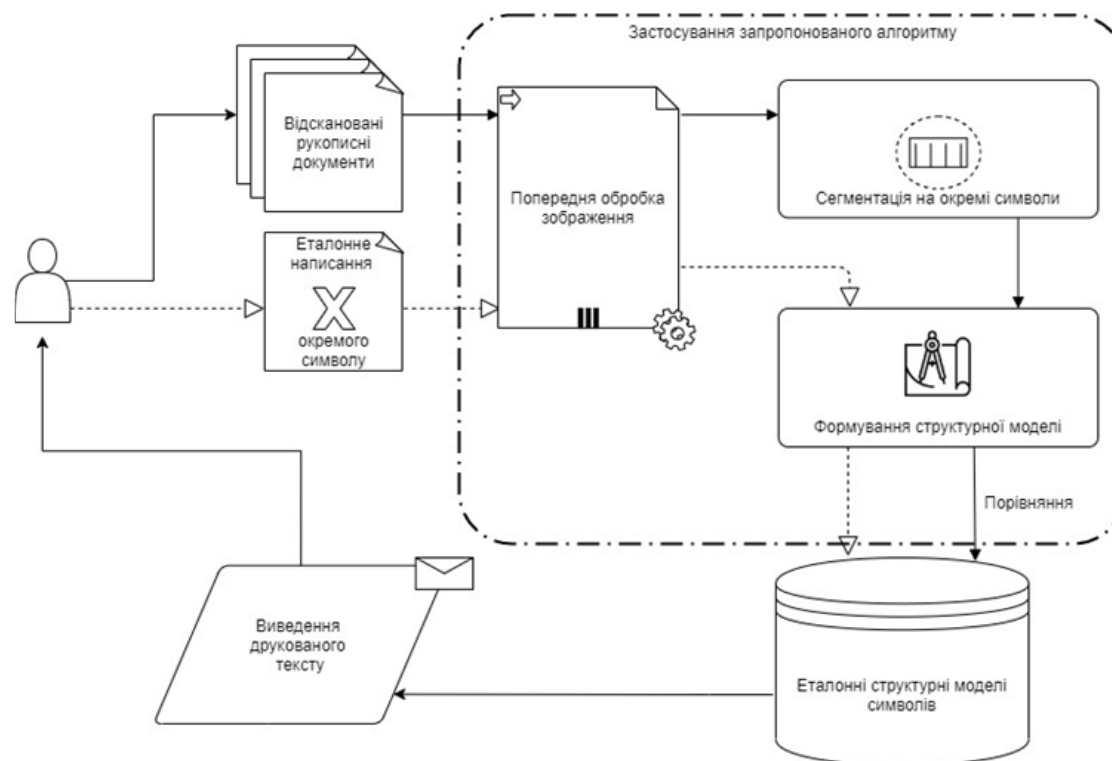 Застосування запропонованого алгоритму
Відскановані
рукописні
документи
Попередня обробка
зображення
Сегментація на окремі символи
Еталонне
написання
X
окремого
символу
Формування структурної моделі
Порівняння
Виведення
друкованого
тексту
Еталонні структурні моделі
символів